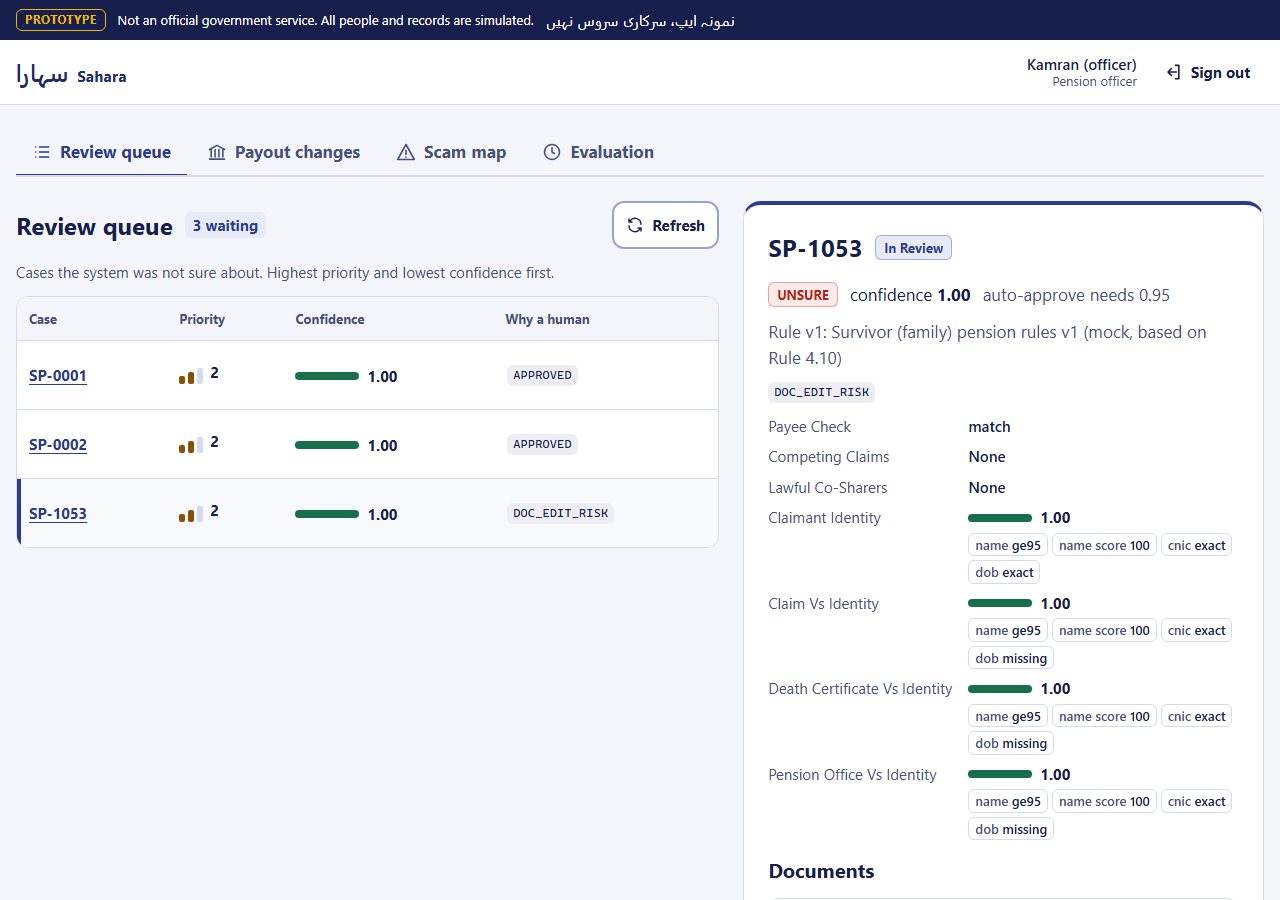 PROTOTYPE Not an official government service. All people and records are simulated. نمونہ ایپ، سرکاری سروس نہیں
سہارا Sahara
Kamran (officer)
Pension officer
Sign out
Review queue Payout changes Scam map Evaluation
Review queue 3 waiting Refresh
Cases the system was not sure about. Highest priority and lowest confidence first.
Case Priority Confidence Why a human
SP-0001 2 1.00 APPROVED
SP-0002 2 1.00 APPROVED
SP-1053 2 1.00 DOC_EDIT_RISK
SP-1053 In Review
UNSURE confidence 1.00 auto-approve needs 0.95
Rule v1: Survivor (family) pension rules v1 (mock, based on
Rule 4.10)
DOC_EDIT_RISK
Payee Check match
Competing Claims None
Lawful Co-Sharers None
Claimant Identity 1.00
name ge95 name score 100 cnic exact
dob exact
Claim Vs Identity 1.00
name ge95 name score 100 cnic exact
dob missing
Death Certificate Vs Identity 1.00
name ge95 name score 100 cnic exact
dob missing
Pension Office Vs Identity 1.00
name ge95 name score 100 cnic exact
dob missing
Documents